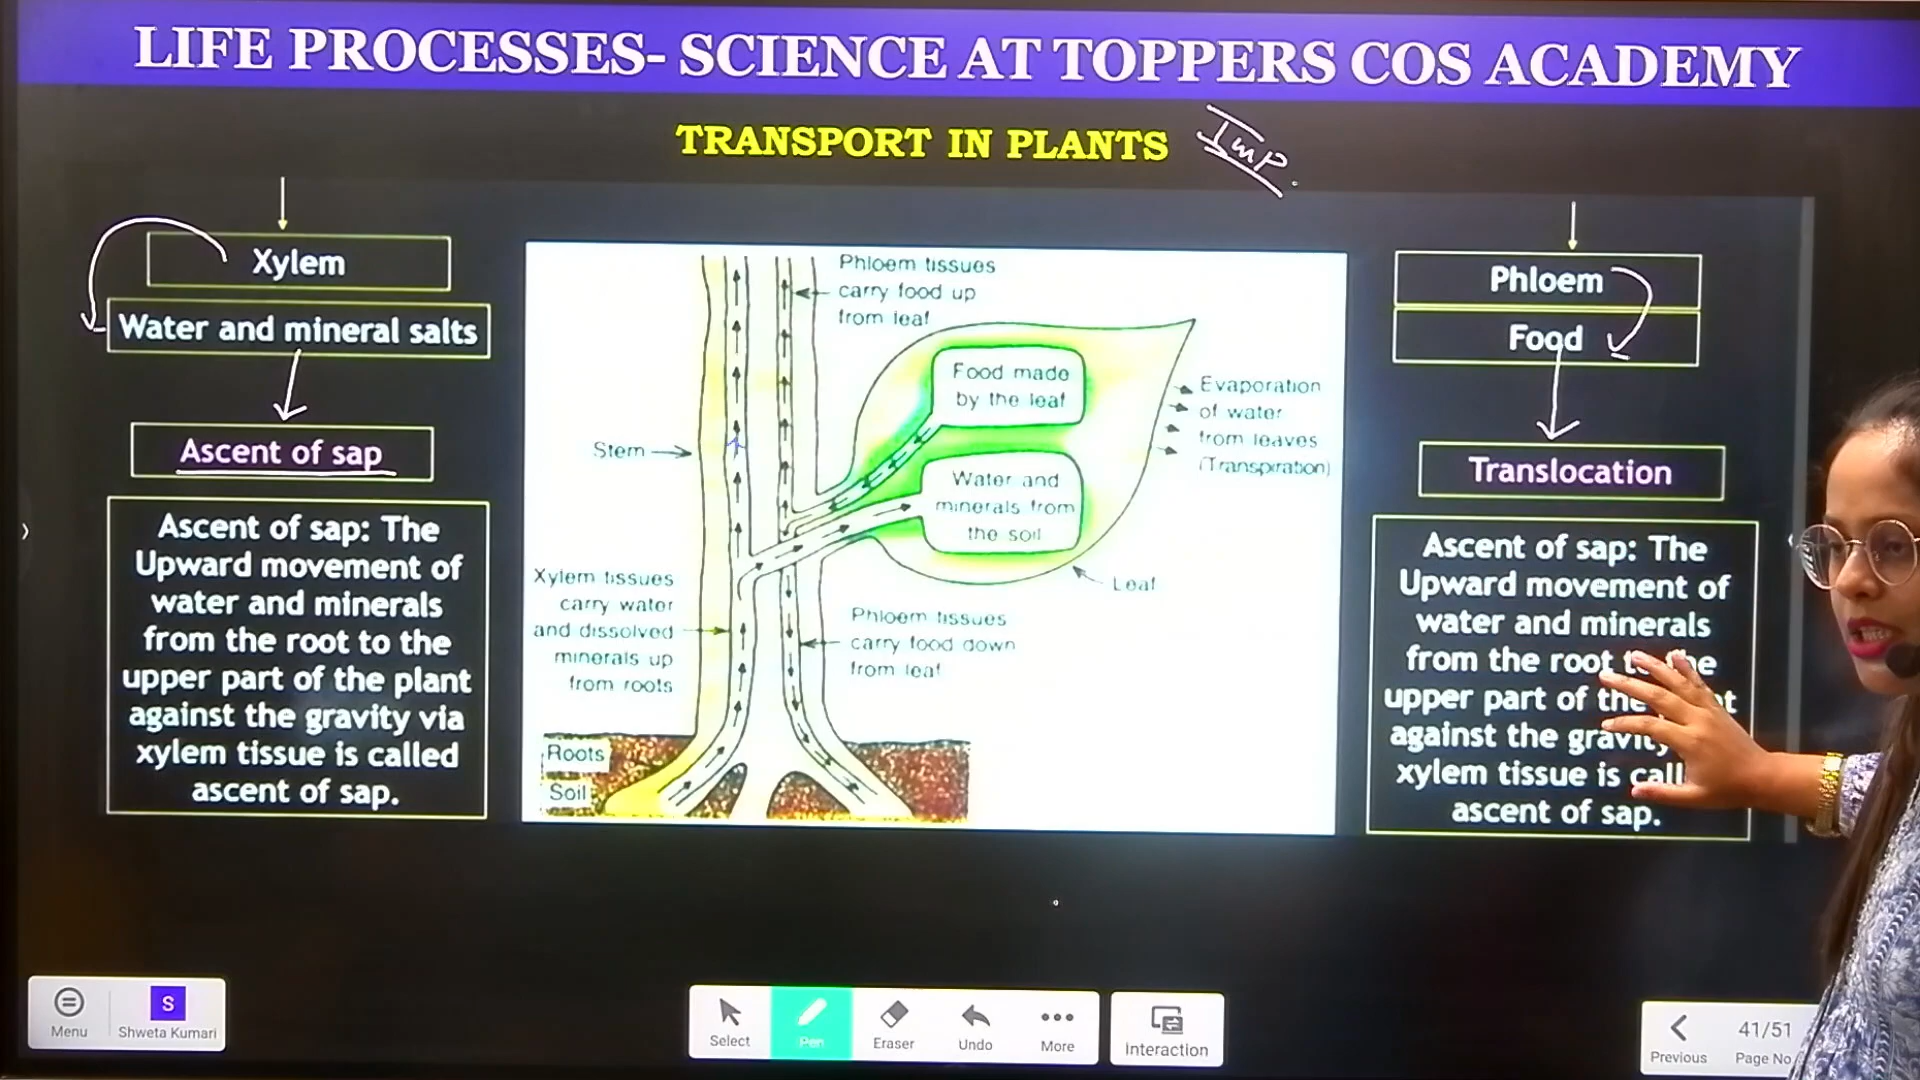 LIFE PROCESSES- SCIENCE AT TOPPERS COS ACADEMY
TRANSPORT IN PLANTS
Imp.
Xylem
Water and mineral salts
Ascent of sap
Ascent of sap: The
Upward movement of
water and minerals
from the root to the
upper part of the plant
against the gravity via
xylem tissue is called
ascent of sap.
Phloem tissues
carry food up
from leaf
Food made
by the leaf
Evaporation
of water
from leaves
(Transpiration)
Stem
Water and
minerals from
the soil
Leaf
Xylem tissues
carry water
and dissolved
minerals up
from roots
Phloem tissues
carry food down
from leaf
Roots
Soil
Phloem
Food
Translocation
Ascent of sap: The
Upward movement of
water and minerals
from the root
upper part of
against the gravity
xylem tissue is
ascent of sap.
Menu
S
Shweta Kumari
Select
Pen
Eraser
Undo
More
Interaction
Previous
41/51
Page No